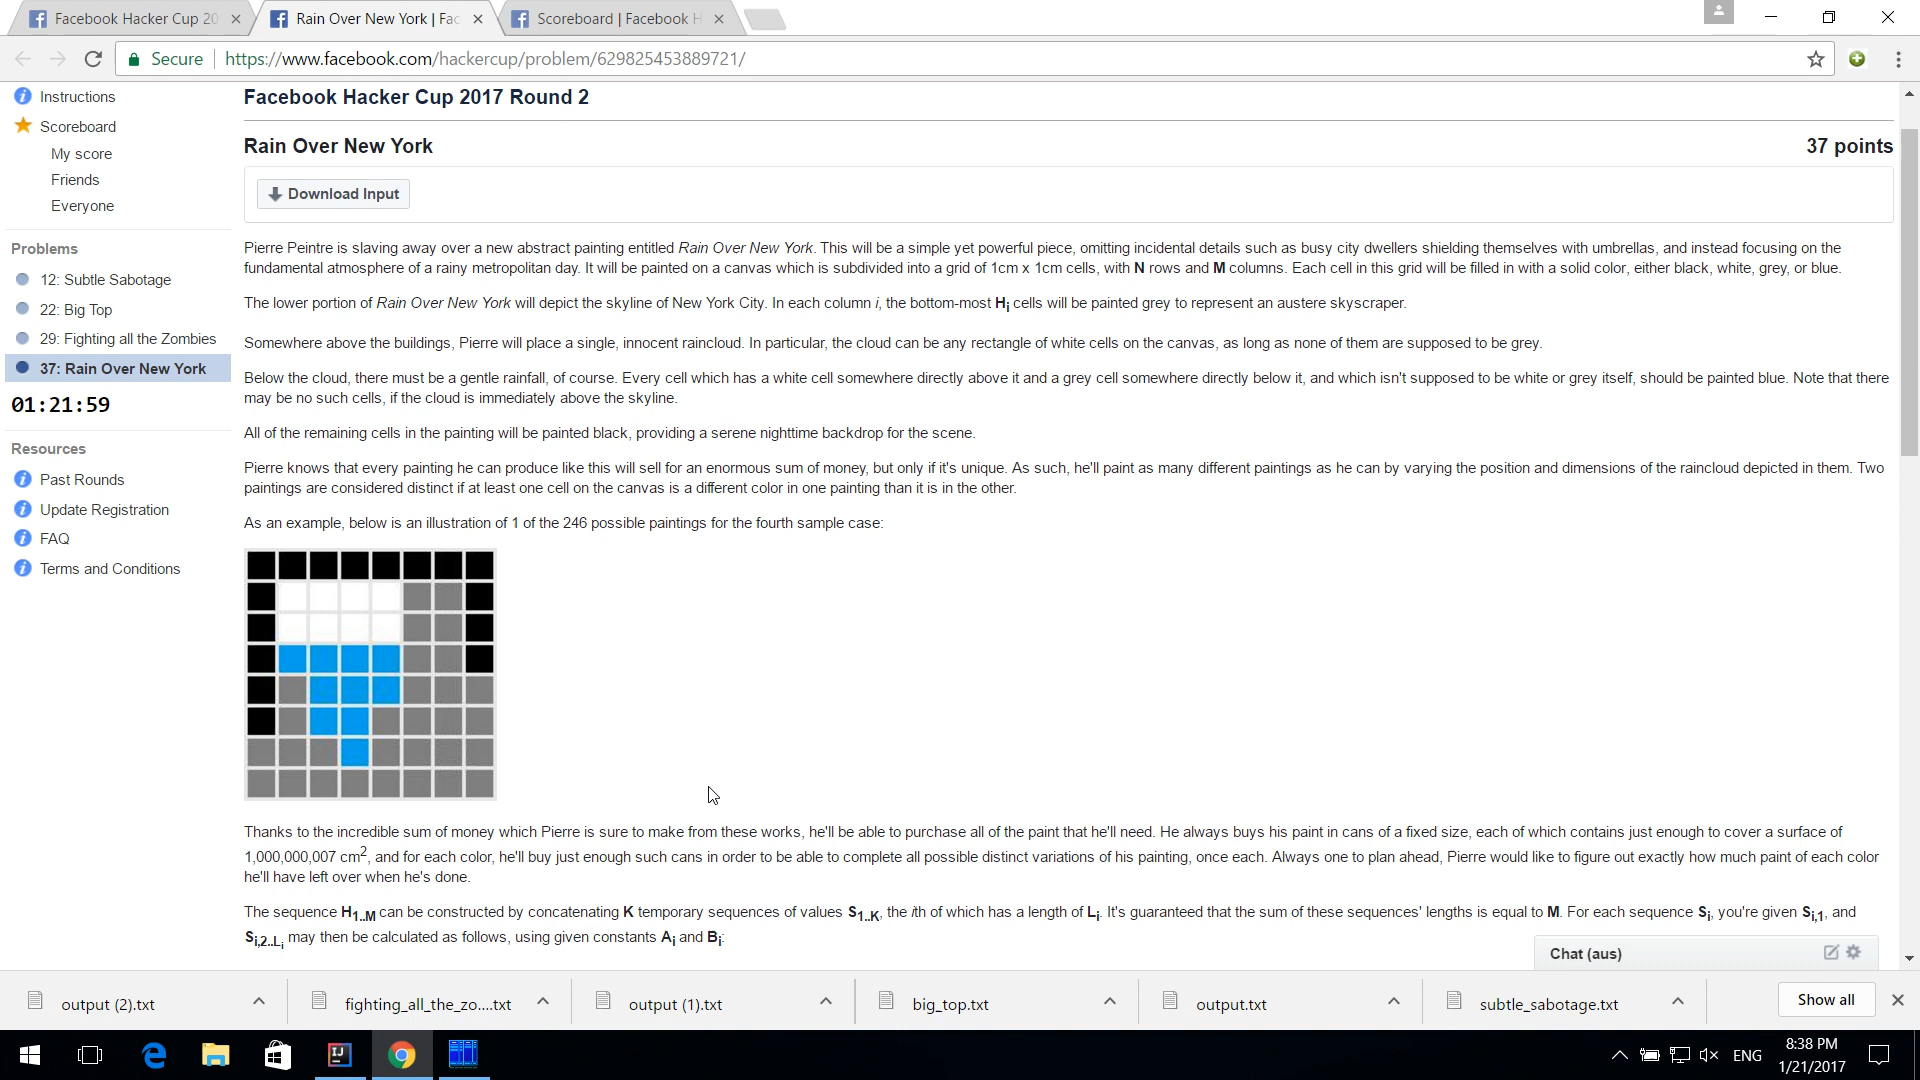 Facebook Hacker Cup 20
Rain Over New York | Fac
Scoreboard | Facebook H
Secure
https://www.facebook.com/hackercup/problem/629825453889721/
Instructions
Scoreboard
My score
Friends
Everyone
Problems
12: Subtle Sabotage
22: Big Top
29: Fighting all the Zombies
37: Rain Over New York
01:21:59
Resources
Past Rounds
Update Registration
FAQ
Terms and Conditions
Facebook Hacker Cup 2017 Round 2
Rain Over New York
37 points
Download Input
Pierre Peintre is slaving away over a new abstract painting entitled Rain Over New York. This will be a simple yet powerful piece, omitting incidental details such as busy city dwellers shielding themselves with umbrellas, and instead focusing on the
fundamental atmosphere of a rainy metropolitan day. It will be painted on a canvas which is subdivided into a grid of 1cm x 1cm cells, with N rows and M columns. Each cell in this grid will be filled in with a solid color, either black, white, grey, or blue.
The lower portion of Rain Over New York will depict the skyline of New York City. In each column i, the bottom-most Hi cells will be painted grey to represent an austere skyscraper.
Somewhere above the buildings, Pierre will place a single, innocent raincloud. In particular, the cloud can be any rectangle of white cells on the canvas, as long as none of them are supposed to be grey.
Below the cloud, there must be a gentle rainfall, of course. Every cell which has a white cell somewhere directly above it and a grey cell somewhere directly below it, and which isn't supposed to be white or grey itself, should be painted blue. Note that there
may be no such cells, if the cloud is immediately above the skyline.
All of the remaining cells in the painting will be painted black, providing a serene nighttime backdrop for the scene.
Pierre knows that every painting he can produce like this will sell for an enormous sum of money, but only if it's unique. As such, he'll paint as many different paintings as he can by varying the position and dimensions of the raincloud depicted in them. Two
paintings are considered distinct if at least one cell on the canvas is a different color in one painting than it is in the other.
As an example, below is an illustration of 1 of the 246 possible paintings for the fourth sample case:
Thanks to the incredible sum of money which Pierre is sure to make from these works, he'll be able to purchase all of the paint that he'll need. He always buys his paint in cans of a fixed size, each of which contains just enough to cover a surface of
1,000,000,007 cm2, and for each color, he'll buy just enough such cans in order to be able to complete all possible distinct variations of his painting, once each. Always one to plan ahead, Pierre would like to figure out exactly how much paint of each color
he'll have left over when he's done.
The sequence H1..M can be constructed by concatenating K temporary sequences of values S1..K, the ith of which has a length of Li. It's guaranteed that the sum of these sequences' lengths is equal to M. For each sequence Si, you're given Si,1, and
Si,2..Li may then be calculated as follows, using given constants Ai and Bi:
Chat (aus)
output (2).txt
fighting_all_the_zo....txt
output (1).txt
big_top.txt
output.txt
subtle_sabotage.txt
Show all
IJ
ENG
8:38 PM
1/21/2017